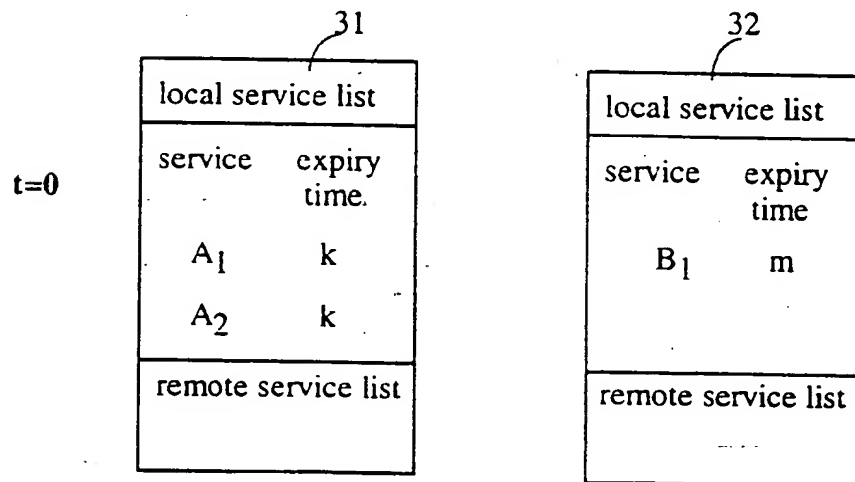 31
local service list
t=0
service expiry
time.
A1 k
A2 k
remote service list
32
local service list
service expiry
time
B1 m
remote service list